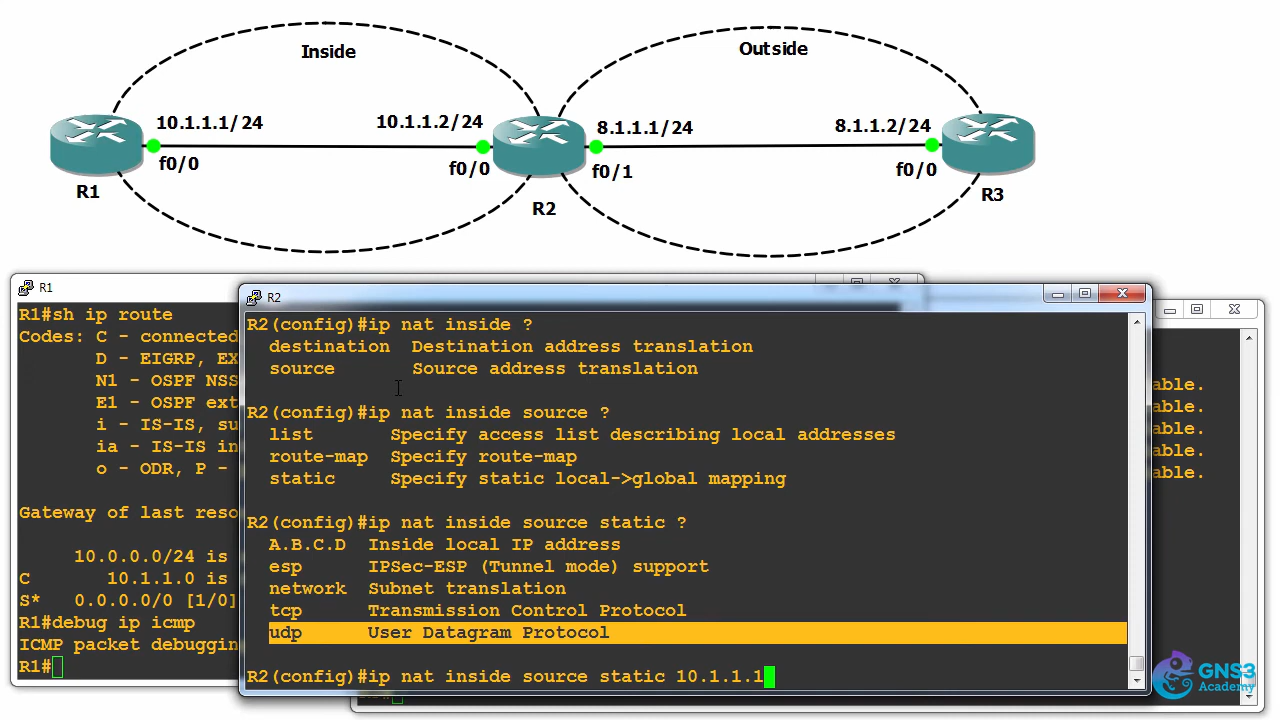 Inside
Outside
10.1.1.1/24
10.1.1.2/24
8.1.1.1/24
8.1.1.2/24
f0/0
f0/0
f0/1
f0/0
R1
R2
R3
R1
R1#sh ip route
Codes: C - connected
D - EIGRP, EX
N1 - OSPF NSS
E1 - OSPF ext
i - IS-IS, su
ia - IS-IS in
o - ODR, P -
Gateway of last reso
10.0.0.0/24 is
C 10.1.1.0 is
S* 0.0.0.0/0 [1/0]
R1#debug ip icmp
ICMP packet debuggin
R1#
R2
R2(config)#ip nat inside ?
destination Destination address translation
source Source address translation
R2(config)#ip nat inside source ?
list Specify access list describing local addresses
route-map Specify route-map
static Specify static local->global mapping
R2(config)#ip nat inside source static ?
A.B.C.D Inside local IP address
esp IPSec-ESP (Tunnel mode) support
network Subnet translation
tcp Transmission Control Protocol
udp User Datagram Protocol
R2(config)#ip nat inside source static 10.1.1.1
able.
able.
able.
able.
able.
GNS3
Academy